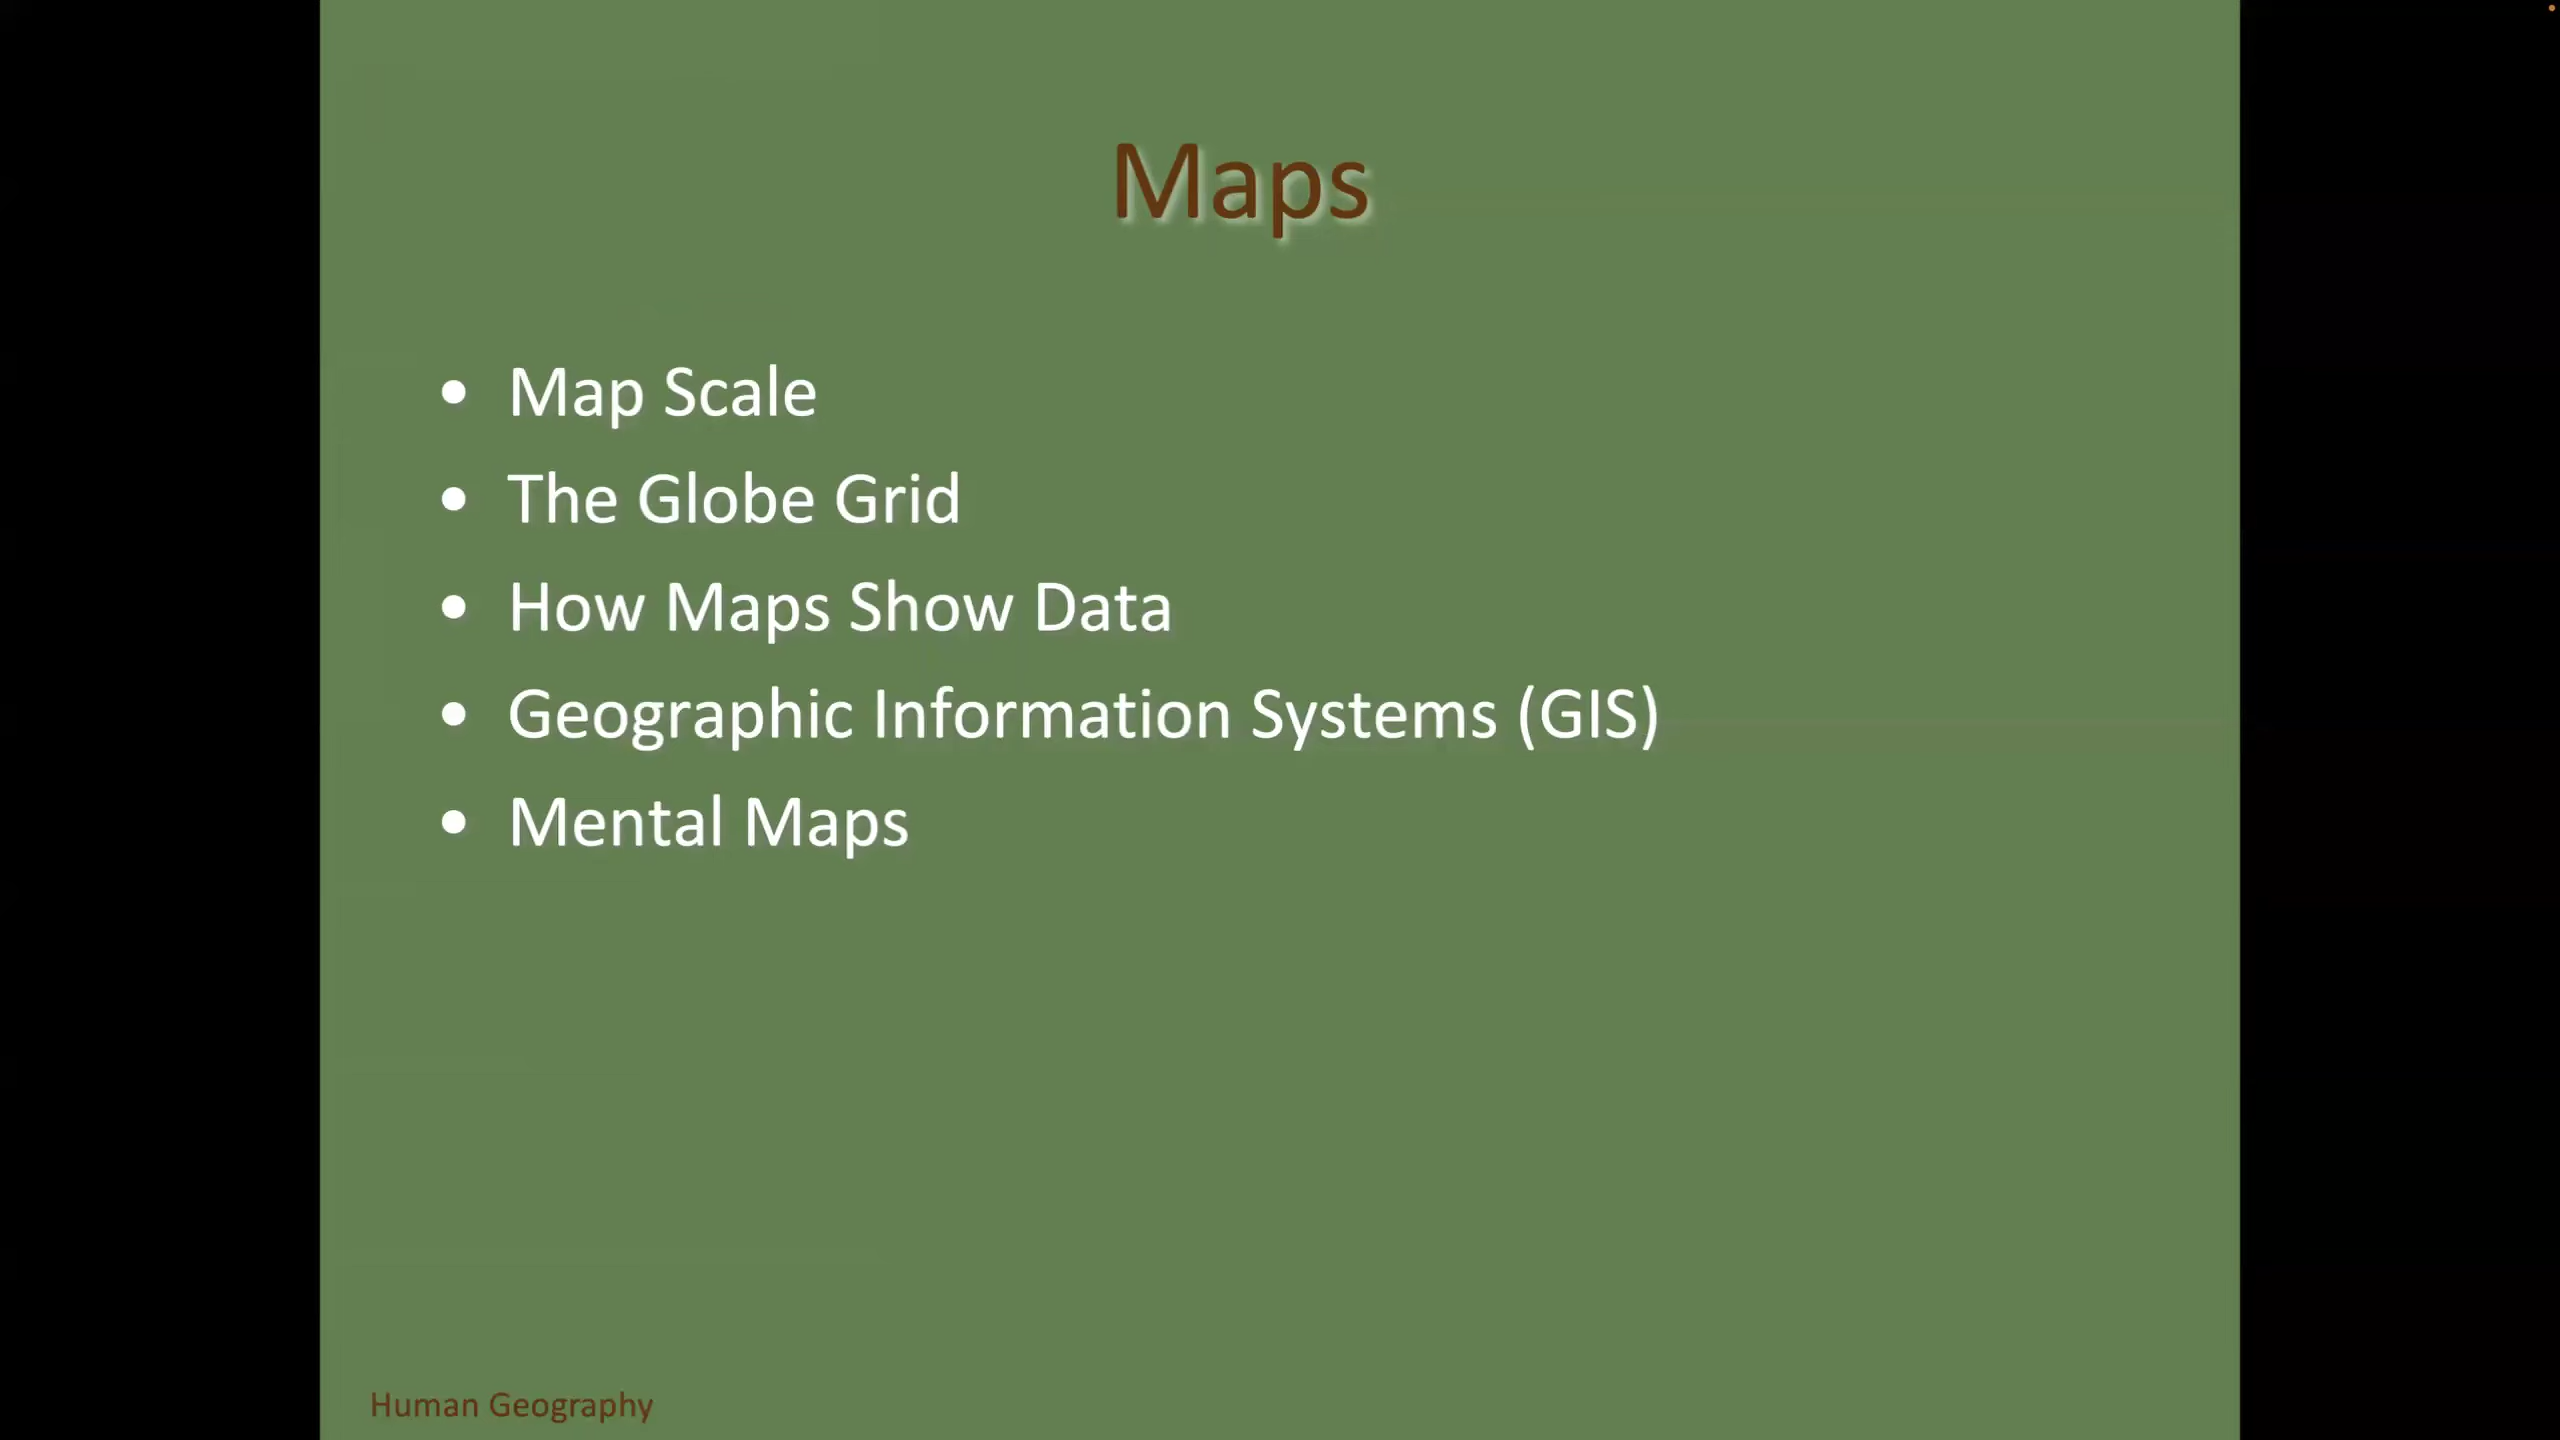 Maps
• Map Scale
• The Globe Grid
• How Maps Show Data
• Geographic Information Systems (GIS)
• Mental Maps
Human Geography